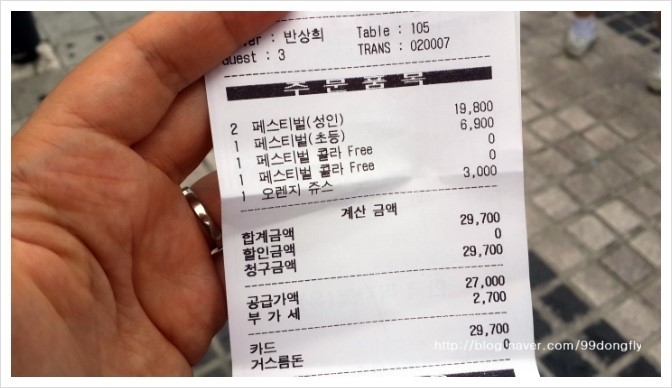 반상희 Table : 105
Guest : 3 TRANS : 020007
주 문 품 목
2 페스티벌(성인) 19,800
1 페스티벌(초등) 6,900
1 페스티벌 콜라 Free 0
1 페스티벌 콜라 Free 0
1 오렌지 쥬스 3,000
계산 금액
합계금액 29,700
할인금액 0
청구금액 29,700
공급가액 27,000
부 가 세 2,700
카드 29,700
거스름돈 0
http://blog.naver.com/99dongfly